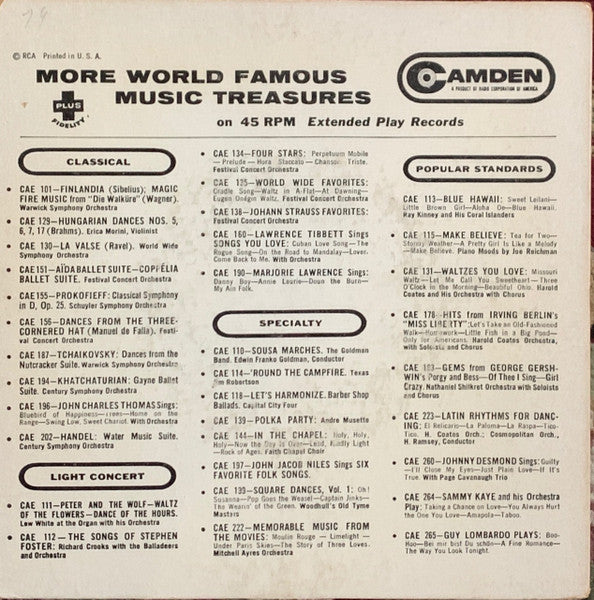 © RCA Printed in U. S. A.
MORE WORLD FAMOUS
MUSIC TREASURES
PLUS
FIDELITY
CAMDEN
A PRODUCT OF RADIO CORPORATION OF AMERICA
on 45 RPM Extended Play Records
CLASSICAL
• CAE 101—FINLANDIA (Sibelius); MAGIC
FIRE MUSIC from "Die Walküre" (Wagner).
Warwick Symphony Orchestra
• CAE 129—HUNGARIAN DANCES NOS. 5,
6, 7, 17 (Brahms). Erica Morini, Violinist
• CAE 130—LA VALSE (Ravel). World Wide
Symphony Orchestra
• CAE 151—AÏDA BALLET SUITE—COPPÉLIA
BALLET SUITE. Festival Concert Orchestra
• CAE 155—PROKOFIEFF: Classical Symphony
in D, Op. 25. Schuyler Symphony Orchestra
• CAE 156—DANCES FROM THE THREE-
CORNERED HAT (Manuel de Falla). Festi-
val Concert Orchestra
• CAE 187—TCHAIKOVSKY: Dances from the
Nutcracker Suite. Warwick Symphony Orchestra
• CAE 194—KHATCHATURIAN: Gayne Ballet
Suite. Century Symphony Orchestra
• CAE 196—JOHN CHARLES THOMAS Sings:
Bluebird of Happiness—Trees—Home on the
Range—Swing Low, Sweet Chariot. With Orchestra
• CAE 202—HANDEL: Water Music Suite.
Century Symphony Orchestra
LIGHT CONCERT
• CAE 111—PETER AND THE WOLF—WALTZ
OF THE FLOWERS—DANCE OF THE HOURS.
Lew White at the Organ with his Orchestra
• CAE 112—THE SONGS OF STEPHEN
FOSTER: Richard Crooks with the Balladeers
and Orchestra
• CAE 134—FOUR STARS: Perpetuum Mobile
—Prelude—Hora Staccato—Chanson Triste.
Festival Concert Orchestra
• CAE 135—WORLD WIDE FAVORITES:
Cradle Song—Waltz in A-Flat—At Dawning—
Eugen Onégin Waltz. Festival Concert Orchestra
• CAE 138—JOHANN STRAUSS FAVORITES:
Festival Concert Orchestra
• CAE 160—LAWRENCE TIBBETT Sings
SONGS YOU LOVE: Cuban Love Song—The
Rogue Song—On the Road to Mandalay—Lover,
Come Back to Me. With Orchestra
• CAE 190—MARJORIE LAWRENCE Sings:
Danny Boy—Annie Laurie—Doun the Burn—
My Ain Folk.
SPECIALTY
• CAE 110—SOUSA MARCHES. The Goldman
Band, Edwin Franko Goldman, Conductor
• CAE 114—'ROUND THE CAMPFIRE. Texas
Jim Robertson
• CAE 118—LET'S HARMONIZE. Barber Shop
Ballads. Capital City Four
• CAE 139—POLKA PARTY: Andre Musette
• CAE 144—IN THE CHAPEL: Holy, Holy,
Holy—Now the Day is Over—Lead, Kindly Light
—Rock of Ages. Faith Chapel Choir
• CAE 197—JOHN JACOB NILES Sings SIX
FAVORITE FOLK SONGS.
• CAE 199—SQUARE DANCES, Vol. 1: Oh!
Susanna—Pop Goes the Weasel—Captain Jinks—
The Wearin' of the Green. Woodhull's Old Tyme
Masters
• CAE 222—MEMORABLE MUSIC FROM
THE MOVIES: Moulin Rouge—Limelight—
Under Paris Skies—The Story of Three Loves.
Mitchell Ayres Orchestra
POPULAR STANDARDS
• CAE 113—BLUE HAWAII: Sweet Leilani—
Little Brown Girl—Aloha Oe—Blue Hawaii.
Ray Kinney and His Coral Islanders
• CAE 115—MAKE BELIEVE: Tea for Two—
Stormy Weather—A Pretty Girl Is Like a Melody
—Make Believe. Piano Moods by Joe Reichman
• CAE 131—WALTZES YOU LOVE: Missouri
Waltz—Let Me Call You Sweetheart—Three
O'Clock in the Morning—Beautiful Ohio. Harold
Coates and His Orchestra with Chorus
• CAE 178—HITS from IRVING BERLIN'S
"MISS LIBERTY": Let's Take an Old-Fashioned
Walk—Homework—Little Fish in a Big Pond—
Only for Americans. Harold Coates Orchestra,
with Soloists and Chorus
• CAE 193—GEMS from GEORGE GERSH-
WIN'S Porgy and Bess—Of Thee I Sing—Girl
Crazy. Nathaniel Shilkret Orchestra with Soloists
and Chorus
• CAE 223—LATIN RHYTHMS FOR DANC-
ING: El Relicario—La Paloma—La Raspa—Tico-
Tico. H. Coates Orch.; Cosmopolitan Orch.,
H. Ramsey, Conductor
• CAE 260—JOHNNY DESMOND Sings: Guilty
—I'll Close My Eyes—Just Plain Love—If It's
True. With Page Cavanaugh Trio
• CAE 264—SAMMY KAYE and his Orchestra
Play: Taking a Chance on Love—You Always Hurt
the One You Love—Amapola—Taboo.
• CAE 265—GUY LOMBARDO PLAYS: Boo-
Hoo—Bei mir bist Du schön—A Fine Romance—
The Way You Look Tonight.